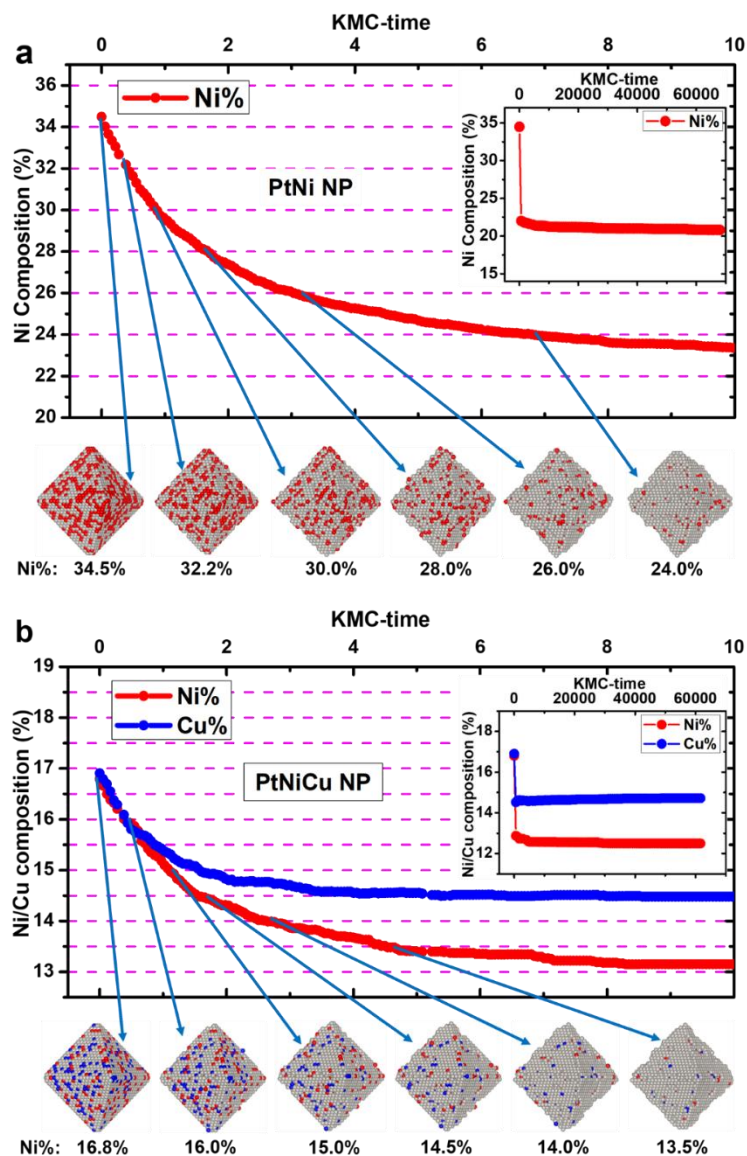 KMC-time
0 2 4 6 8 10
a
36
34
32
30
28
26
24
22
20
Ni Composition (%)
Ni%
PtNi NP
KMC-time
0 20000 40000 60000
35
30
25
20
15
Ni Composition (%)
Ni%
Ni%: 34.5% 32.2% 30.0% 28.0% 26.0% 24.0%
b
KMC-time
0 2 4 6 8 10
19
18
17
16
15
14
13
Ni/Cu composition (%)
Ni%
Cu%
PtNiCu NP
KMC-time
0 20000 40000 60000
18
16
14
12
Ni/Cu composition (%)
Ni%
Cu%
Ni%: 16.8% 16.0% 15.0% 14.5% 14.0% 13.5%